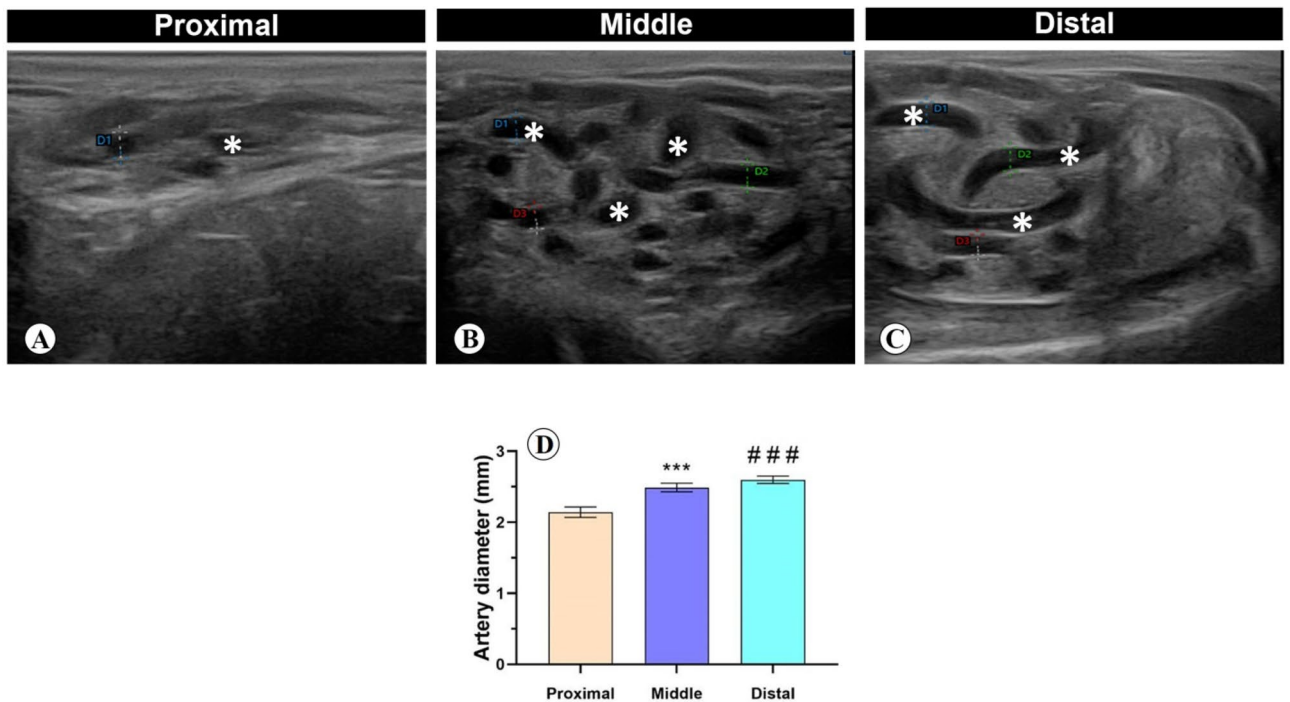 Proximal
Middle
Distal
D1
*
A
D1
*
*
D2
D3
*
B
D1
*
D2
*
*
D3
C
D
Artery diameter (mm)
3
2
1
0
***
###
Proximal
Middle
Distal